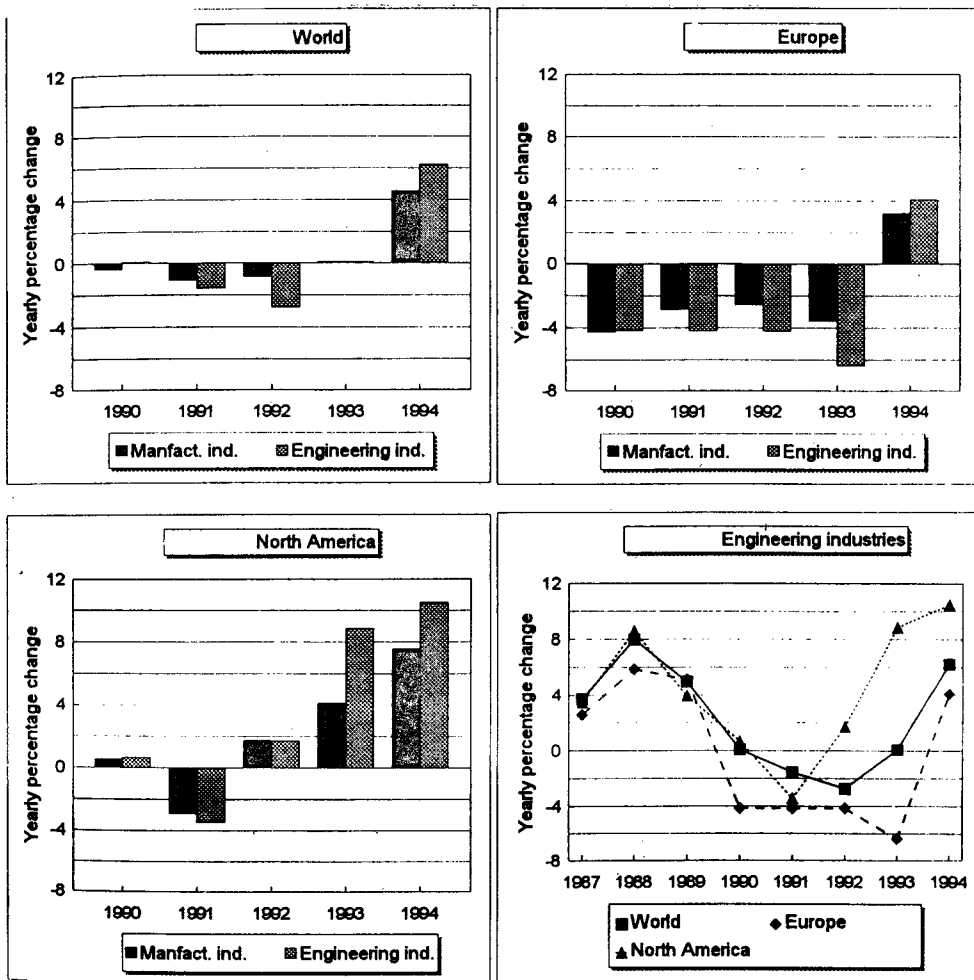 World
Yearly percentage change
12
8
4
0
-4
-8
1990 1991 1992 1993 1994
Manfact. ind. Engineering ind.
Europe
Yearly percentage change
12
8
4
0
-4
-8
1990 1991 1992 1993 1994
Manfact. ind. Engineering ind.
North America
Yearly percentage change
12
8
4
0
-4
-8
1990 1991 1992 1993 1994
Manfact. ind. Engineering ind.
Engineering industries
Yearly percentage change
12
8
4
0
-4
-8
1987 1988 1989 1990 1991 1992 1993 1994
World Europe
North America